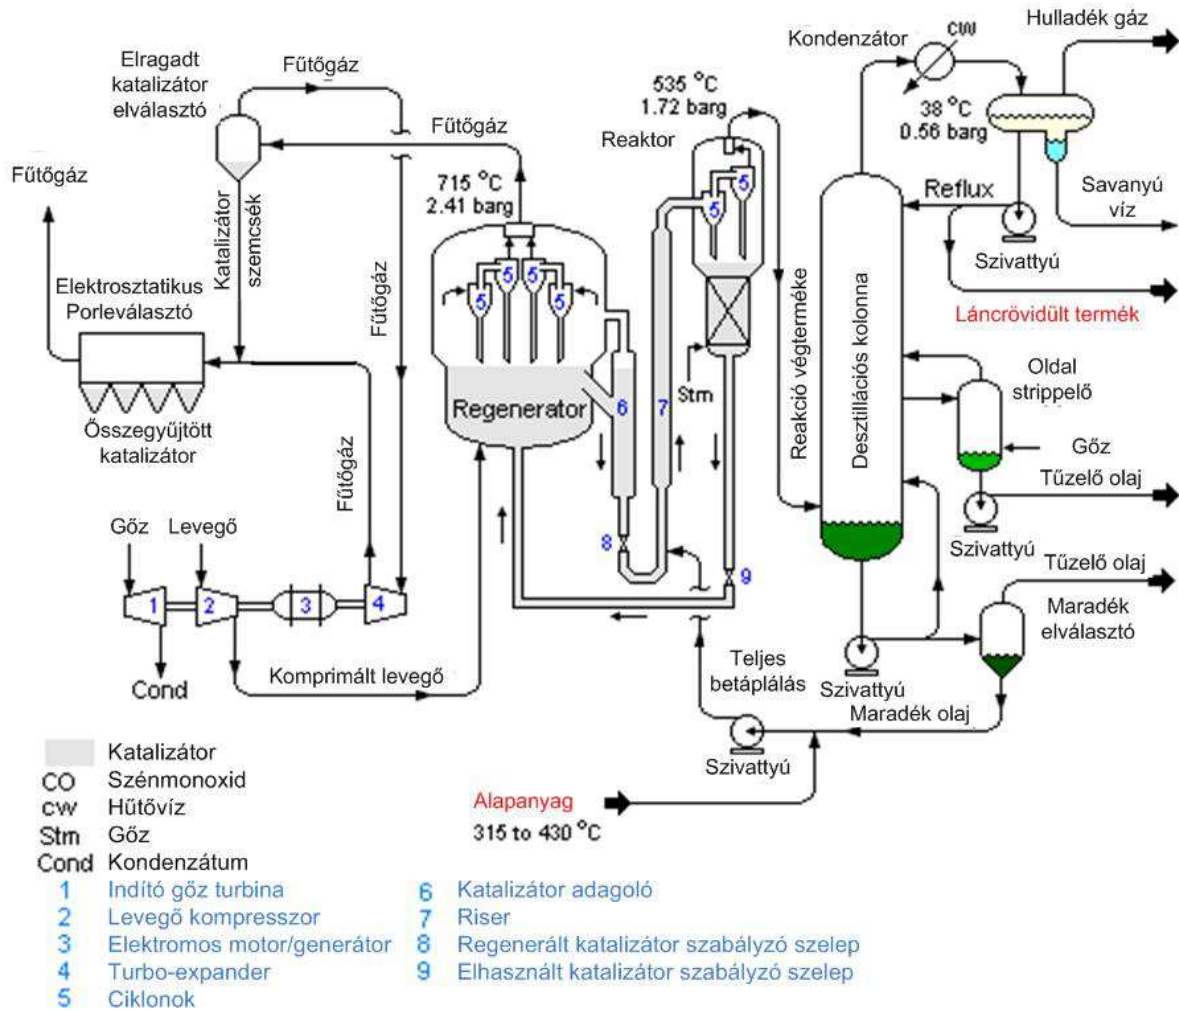 Hulladék gáz
Kondenzátor
CW
Elragadt
katalizátor
elválasztó
Fűtőgáz
535 °C
1.72 barg
38 °C
0.56 barg
Reaktor
Fűtőgáz
Fűtőgáz
715 °C
2.41 barg
Reflux
Savanyú
víz
Szivattyú
Katalizátor
szemcsék
Elektrosztatikus
Porleválasztó
Fűtőgáz
5
5
5
5
5
5
Láncrövidült termék
Reakció végterméke
Desztillációs kolonna
Oldal
strippelő
Stm
Regenerator
6
7
Összegyűjtött
katalizátor
Fűtőgáz
Gőz
Tűzelő olaj
Szivattyú
Gőz
Levegő
8
9
Tűzelő olaj
1
2
3
4
Maradék
elválasztó
Teljes
betáplálás
Szivattyú
Cond
Komprimált levegő
Maradék olaj
Szivattyú
Alapanyag
315 to 430 °C
Katalizátor
CO Szénmonoxid
CW Hűtővíz
Stm Gőz
Cond Kondenzátum
1 Indító gőz turbina
2 Levegő kompresszor
3 Elektromos motor/generátor
4 Turbo-expander
5 Ciklonok
6 Katalizátor adagoló
7 Riser
8 Regenerált katalizátor szabályzó szelep
9 Elhasznált katalizátor szabályzó szelep